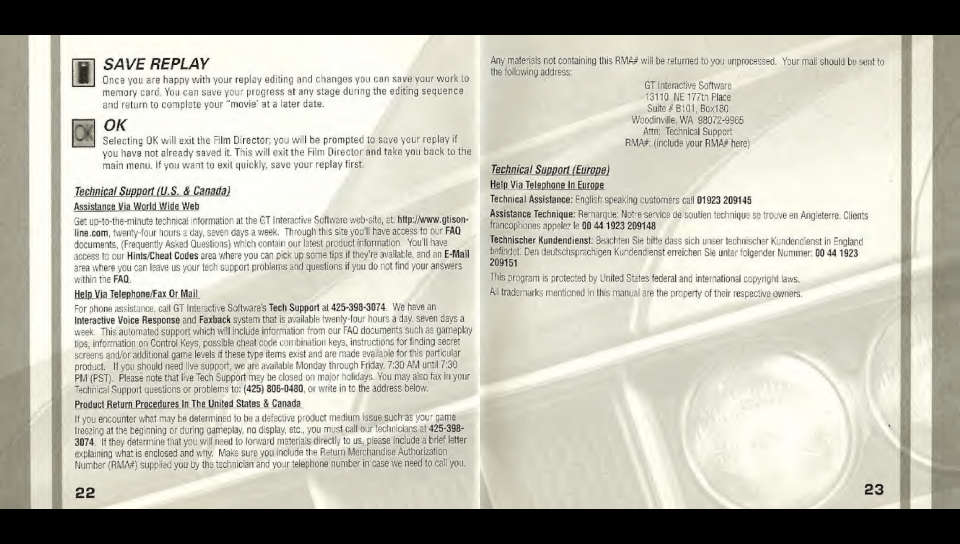 SAVE REPLAY
Once you are happy with your replay editing and changes you can save your work to
memory card. You can save your progress at any stage during the editing sequence
and return to complete your "movie' at a later date.
OK
OK
Selecting OK will exit the Film Director; you will be prompted to save your replay if
you have not already saved it. This will exit the Film Director and take you back to the
main menu. If you want to exit quickly, save your replay first.
Technical Support (U.S. & Canada)
Assistance Via World Wide Web
Get up-to-the-minute technical information at the GT Interactive Software web-site, at: http://www.gtison-
line.com, twenty-four hours a day, seven days a week. Through this site you'll have access to our FAQ
documents, (Frequently Asked Questions) which contain our latest product information. You'll have
access to our Hints/Cheat Codes area where you can pick up some tips if they're available, and an E-Mail
area where you can leave us your tech support problems and questions if you do not find your answers
within the FAQ.
Help Via Telephone/Fax Or Mail
For phone assistance, call GT Interactive Software's Tech Support at 425-398-3074. We have an
Interactive Voice Response and Faxback system that is available twenty-four hours a day, seven days a
week. This automated support which will include information from our FAQ documents such as gameplay
tips, information on Control Keys, possible cheat code combination keys, instructions for finding secret
screens and/or additional game levels if these type items exist and are made available for this particular
product. If you should need live support, we are available Monday through Friday, 7:30 AM until 7:30
PM (PST). Please note that live Tech Support may be closed on major holidays. You may also fax in your
Technical Support questions or problems to: (425) 806-0480, or write in to the address below.
Product Return Procedures In The United States & Canada
If you encounter what may be determined to be a defective product medium issue such as your game
freezing at the beginning or during gameplay, no display, etc., you must call our technicians at 425-398-
3074. If they determine that you will need to forward materials directly to us, please include a brief letter
explaining what is enclosed and why. Make sure you include the Return Merchandise Authorization
Number (RMA#) supplied you by the technician and your telephone number in case we need to call you.
22
Any materials not containing this RMA# will be returned to you unprocessed. Your mail should be sent to
the following address:
GT Interactive Software
13110 NE 177th Place
Suite # B101, Box180
Woodinville, WA 98072-9965
Attn: Technical Support
RMA#: (include your RMA# here)
Technical Support (Europe)
Help Via Telephone In Europe
Technical Assistance: English speaking customers call 01923 209145
Assistance Technique: Remarque: Notre service de soutien technique se trouve en Angleterre. Clients
francophones appelez le 00 44 1923 209148
Technischer Kundendienst: Beachten Sie bitte dass sich unser technischer Kundendienst in England
befindet. Den deutschsprachigen Kundendienst erreichen Sie unter folgender Nummer: 00 44 1923
209151
This program is protected by United States federal and international copyright laws.
All trademarks mentioned in this manual are the property of their respective owners.
23